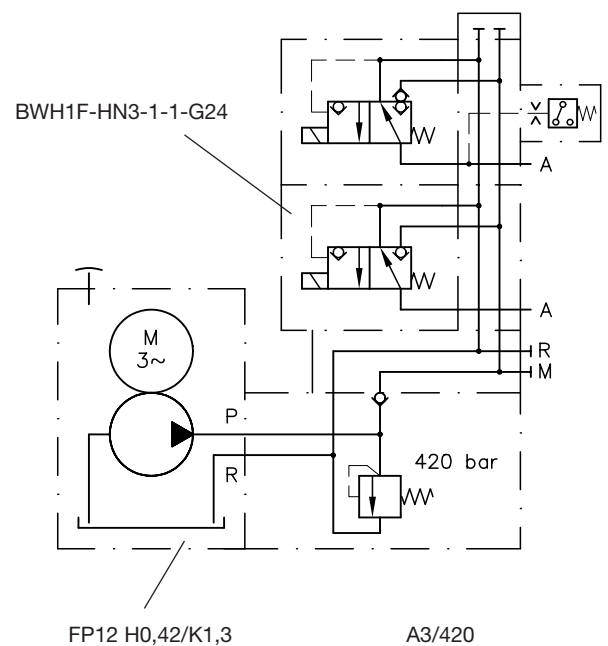 BWH1F-HN3-1-1-G24
A
A
M
3~
R
M
P
R
420 bar
FP12 H0,42/K1,3
A3/420